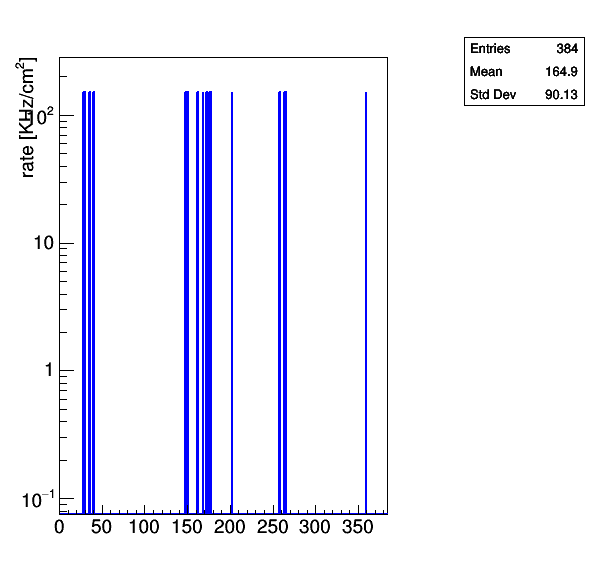 Entries 384
Mean 164.9
Std Dev 90.13
rate [KHz/cm²]
10²
10
1
10⁻¹
0 50 100 150 200 250 300 350